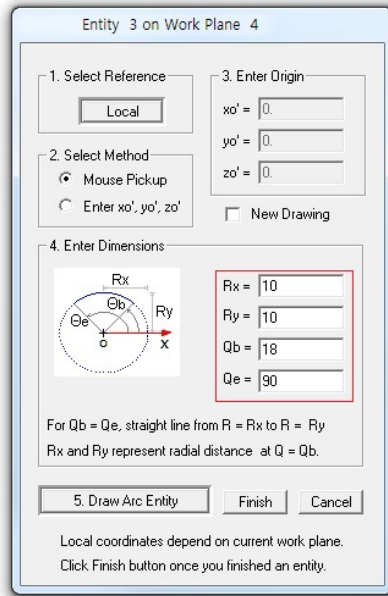 Entity 3 on Work Plane 4
1. Select Reference
Local
2. Select Method
Mouse Pickup
Enter xo', yo', zo'
3. Enter Origin
xo' = 0.
yo' = 0.
zo' = 0.
New Drawing
4. Enter Dimensions
Rx
Θb
Ry
Θe
o
x
Rx = 10
Ry = 10
Qb = 18
Qe = 90
For Qb = Qe, straight line from R = Rx to R = Ry
Rx and Ry represent radial distance at Q = Qb.
5. Draw Arc Entity
Finish
Cancel
Local coordinates depend on current work plane.
Click Finish button once you finished an entity.